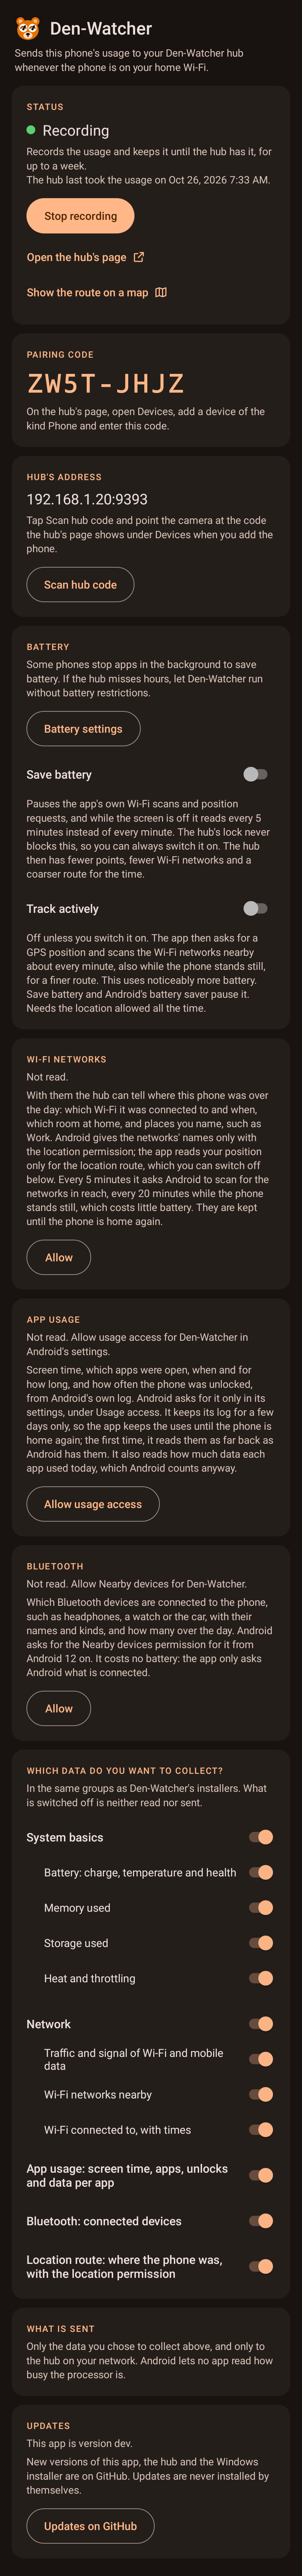 Den-Watcher
Sends this phone's usage to your Den-Watcher hub
whenever the phone is on your home Wi-Fi.
STATUS
Recording
Records the usage and keeps it until the hub has it, for
up to a week.
The hub last took the usage on Oct 26, 2026 7:33 AM.
Stop recording
Open the hub's page
Show the route on a map
PAIRING CODE
ZW5T-JHJZ
On the hub's page, open Devices, add a device of the
kind Phone and enter this code.
HUB'S ADDRESS
192.168.1.20:9393
Tap Scan hub code and point the camera at the code
the hub's page shows under Devices when you add the
phone.
Scan hub code
BATTERY
Some phones stop apps in the background to save
battery. If the hub misses hours, let Den-Watcher run
without battery restrictions.
Battery settings
Save battery
Pauses the app's own Wi-Fi scans and position
requests, and while the screen is off it reads every 5
minutes instead of every minute. The hub's lock never
blocks this, so you can always switch it on. The hub
then has fewer points, fewer Wi-Fi networks and a
coarser route for the time.
Track actively
Off unless you switch it on. The app then asks for a
GPS position and scans the Wi-Fi networks nearby
about every minute, also while the phone stands still,
for a finer route. This uses noticeably more battery.
Save battery and Android's battery saver pause it.
Needs the location allowed all the time.
WI-FI NETWORKS
Not read.
With them the hub can tell where this phone was over
the day: which Wi-Fi it was connected to and when,
which room at home, and places you name, such as
Work. Android gives the networks' names only with
the location permission; the app reads your position
only for the location route, which you can switch off
below. Every 5 minutes it asks Android to scan for the
networks in reach, every 20 minutes while the phone
stands still, which costs little battery. They are kept
until the phone is home again.
Allow
APP USAGE
Not read. Allow usage access for Den-Watcher in
Android's settings.
Screen time, which apps were open, when and for
how long, and how often the phone was unlocked,
from Android's own log. Android asks for it only in its
settings, under Usage access. It keeps its log for a few
days only, so the app keeps the uses until the phone is
home again; the first time, it reads them as far back as
Android has them. It also reads how much data each
app used today, which Android counts anyway.
Allow usage access
BLUETOOTH
Not read. Allow Nearby devices for Den-Watcher.
Which Bluetooth devices are connected to the phone,
such as headphones, a watch or the car, with their
names and kinds, and how many over the day. Android
asks for the Nearby devices permission for it from
Android 12 on. It costs no battery: the app only asks
Android what is connected.
Allow
WHICH DATA DO YOU WANT TO COLLECT?
In the same groups as Den-Watcher's installers. What
is switched off is neither read nor sent.
System basics
Battery: charge, temperature and health
Memory used
Storage used
Heat and throttling
Network
Traffic and signal of Wi-Fi and mobile
data
Wi-Fi networks nearby
Wi-Fi connected to, with times
App usage: screen time, apps, unlocks
and data per app
Bluetooth: connected devices
Location route: where the phone was,
with the location permission
WHAT IS SENT
Only the data you chose to collect above, and only to
the hub on your network. Android lets no app read how
busy the processor is.
UPDATES
This app is version dev.
New versions of this app, the hub and the Windows
installer are on GitHub. Updates are never installed by
themselves.
Updates on GitHub